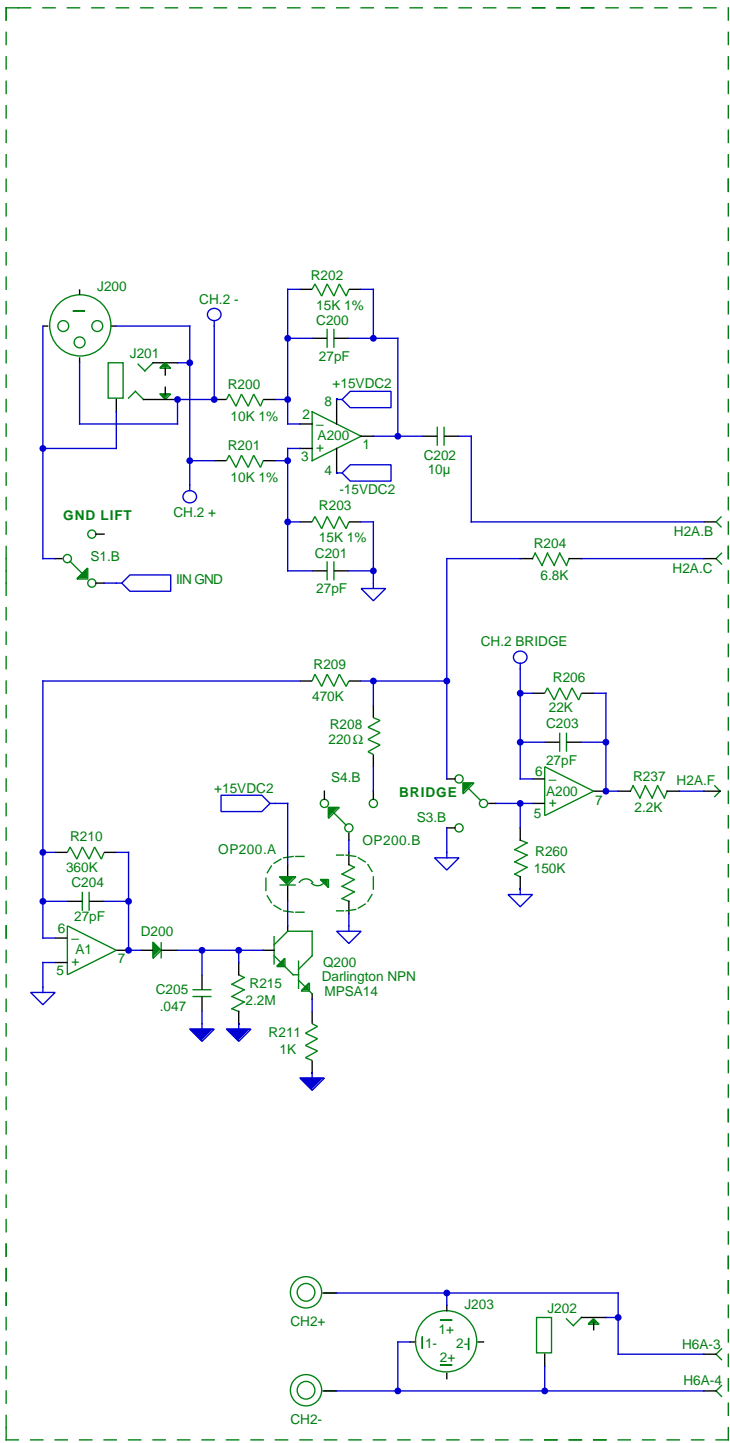 R202
J200
CH.2 -
15K 1%
C200
27pF
J201
+15VDC2
R200
8
10K 1%
2
A200
1
3
R201
4
C202
10µ
10K 1%
-15VDC2
R203
CH.2 +
GND LIFT
15K 1%
H2A.B
R204
C201
S1.B
6.8K
H2A.C
IIN GND
27pF
CH.2 BRIDGE
R209
R206
470K
22K
R208
C203
220Ω
27pF
S4.B
6
+15VDC2
BRIDGE
A200
7
R237
H2A.F
5
2.2K
S3.B
R210
OP200.A
OP200.B
R260
360K
150K
C204
27pF
6
D200
A1
7
5
Q200
Darlington NPN
MPSA14
C205
R215
.047
2.2M
R211
1K
J203
J202
CH2+
1+
1-
2-
2+
H6A-3
H6A-4
CH2-